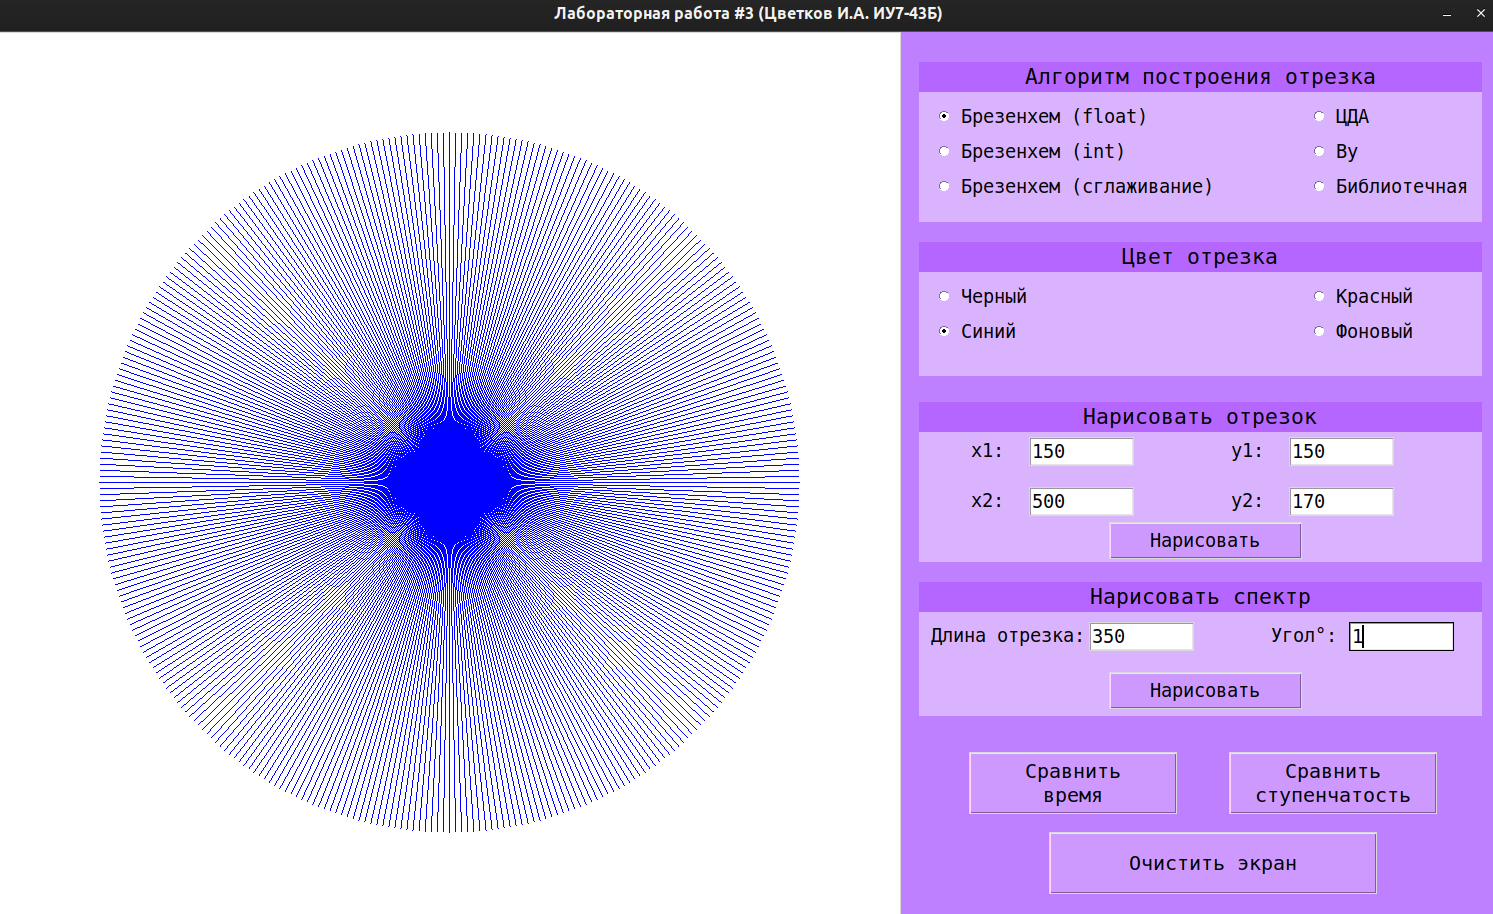 Лабораторная работа #3 (Цветков И.А. ИУ7-43Б)
Алгоритм построения отрезка
Брезенхем (float)
ЦДА
Брезенхем (int)
Ву
Брезенхем (сглаживание)
Библиотечная
Цвет отрезка
Черный
Красный
Синий
Фоновый
Нарисовать отрезок
x1: 150
y1: 150
x2: 500
y2: 170
Нарисовать
Нарисовать спектр
Длина отрезка: 350
Угол°: 1
Нарисовать
Сравнить
время
Сравнить
ступенчатость
Очистить экран